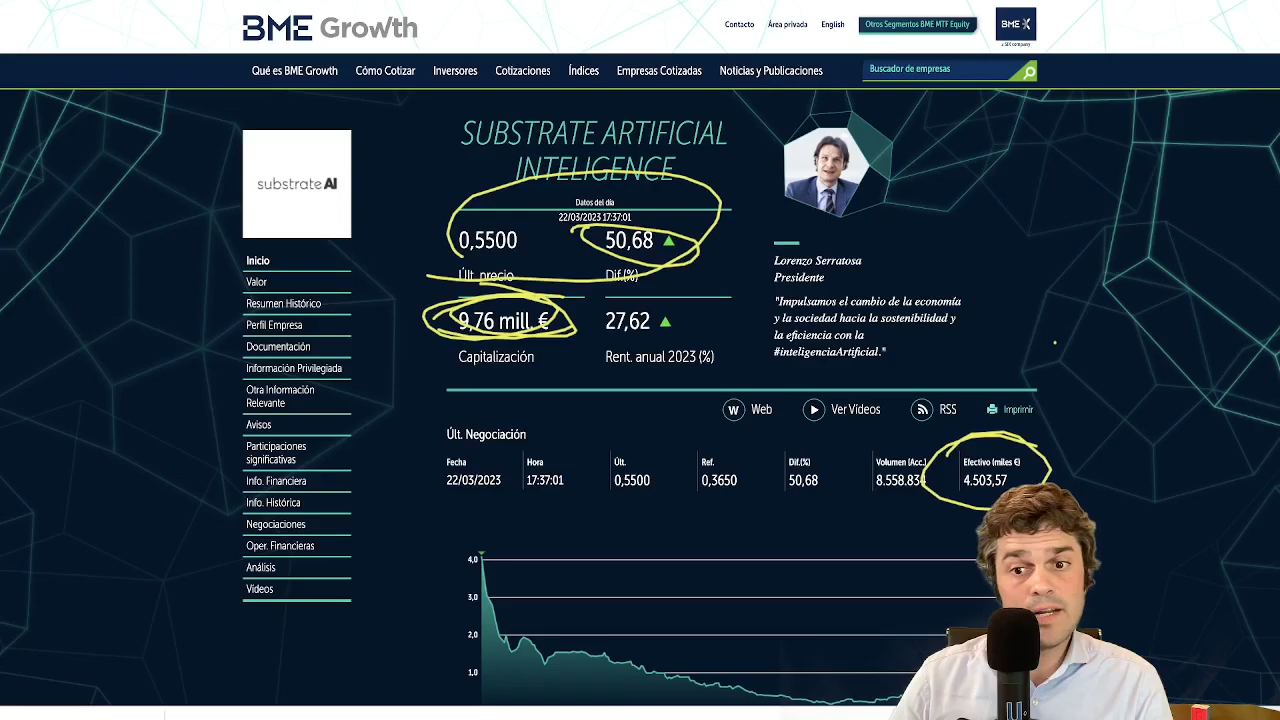 BME Growth
Contacto
Área privada
English
Otros Segmentos BME MTF Equity
BME X
a SIX company
Qué es BME Growth
Cómo Cotizar
Inversores
Cotizaciones
Índices
Empresas Cotizadas
Noticias y Publicaciones
Buscador de empresas
substrate AI
SUBSTRATE ARTIFICIAL
INTELIGENCE
Datos del día
22/03/2023 17:37:01
0,5500
50,68
Últ. precio
Dif.(%)
9,76 mill. €
27,62
Capitalización
Rent. anual 2023 (%)
Lorenzo Serratosa
Presidente
"Impulsamos el cambio de la economía
y la sociedad hacia la sostenibilidad y
la eficiencia con la
#inteligenciaArtificial."
Inicio
Valor
Resumen Histórico
Perfil Empresa
Documentación
Información Privilegiada
Otra Información
Relevante
Avisos
Participaciones
significativas
Info. Financiera
Info. Histórica
Negociaciones
Oper. Financieras
Análisis
Vídeos
W Web
Ver Vídeos
RSS
Imprimir
Últ. Negociación
Fecha Hora Últ. Ref. Dif.(%) Volumen (Acc.) Efectivo (miles €)
22/03/2023 17:37:01 0,5500 0,3650 50,68 8.558.834 4.503,57
4,0
3,0
2,0
1,0